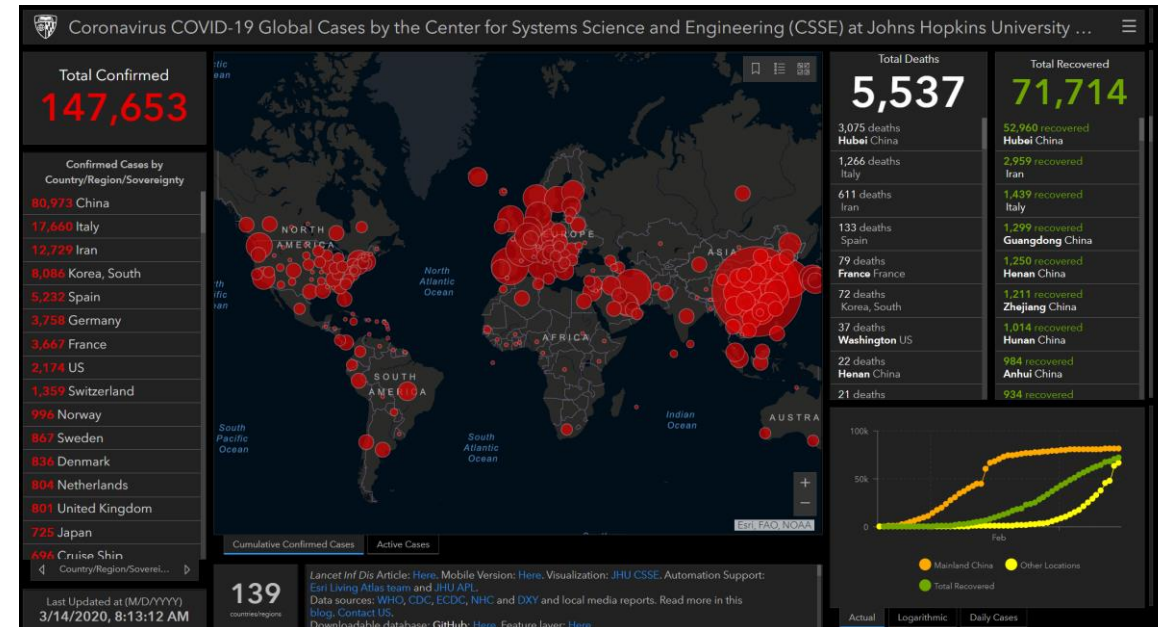 Coronavirus COVID-19 Global Cases by the Center for Systems Science and Engineering (CSSE) at Johns Hopkins University ...
Total Confirmed
147,653
Confirmed Cases by
Country/Region/Sovereignty
80,973 China
17,660 Italy
12,729 Iran
8,086 Korea, South
5,232 Spain
3,758 Germany
3,667 France
2,174 US
1,359 Switzerland
996 Norway
867 Sweden
836 Denmark
804 Netherlands
801 United Kingdom
725 Japan
696 Cruise Ship
Country/Region/Soverei...
Last Updated at (M/D/YYYY)
3/14/2020, 8:13:12 AM
NORTH
AMERICA
North
Atlantic
Ocean
EUROPE
ASIA
AFRICA
SOUTH
AMERICA
South
Pacific
Ocean
South
Atlantic
Ocean
Indian
Ocean
AUSTRA
+
−
Esri, FAO, NOAA
Cumulative Confirmed Cases
Active Cases
139
countries/regions
Lancet Inf Dis Article: Here. Mobile Version: Here. Visualization: JHU CSSE. Automation Support:
Esri Living Atlas team and JHU APL.
Data sources: WHO, CDC, ECDC, NHC and DXY and local media reports. Read more in this
blog. Contact US.
Downloadable database: GitHub: Here. Feature layer: Here.
Total Deaths
5,537
3,075 deaths
Hubei China
1,266 deaths
Italy
611 deaths
Iran
133 deaths
Spain
79 deaths
France France
72 deaths
Korea, South
37 deaths
Washington US
22 deaths
Henan China
21 deaths
Total Recovered
71,714
52,960 recovered
Hubei China
2,959 recovered
Iran
1,439 recovered
Italy
1,299 recovered
Guangdong China
1,250 recovered
Henan China
1,211 recovered
Zhejiang China
1,014 recovered
Hunan China
984 recovered
Anhui China
934 recovered
100k
50k
0
Feb
Mainland China
Other Locations
Total Recovered
Actual
Logarithmic
Daily Cases